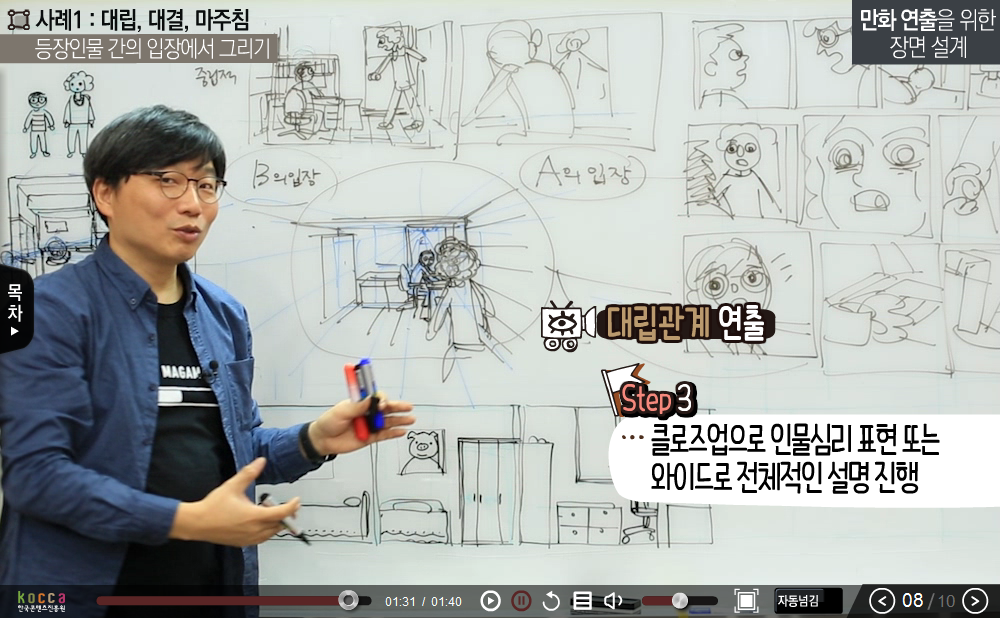 사례1 : 대립, 대결, 마주침
등장인물 간의 입장에서 그리기
만화 연출을 위한
장면 설계
중첩적
B의입장
A의 입장
목차
MAGAM
대립관계 연출
Step 3
··· 클로즈업으로 인물심리 표현 또는
와이드로 전체적인 설명 진행
kocca
한국콘텐츠진흥원
01:31 / 01:40
자동넘김
08 / 10